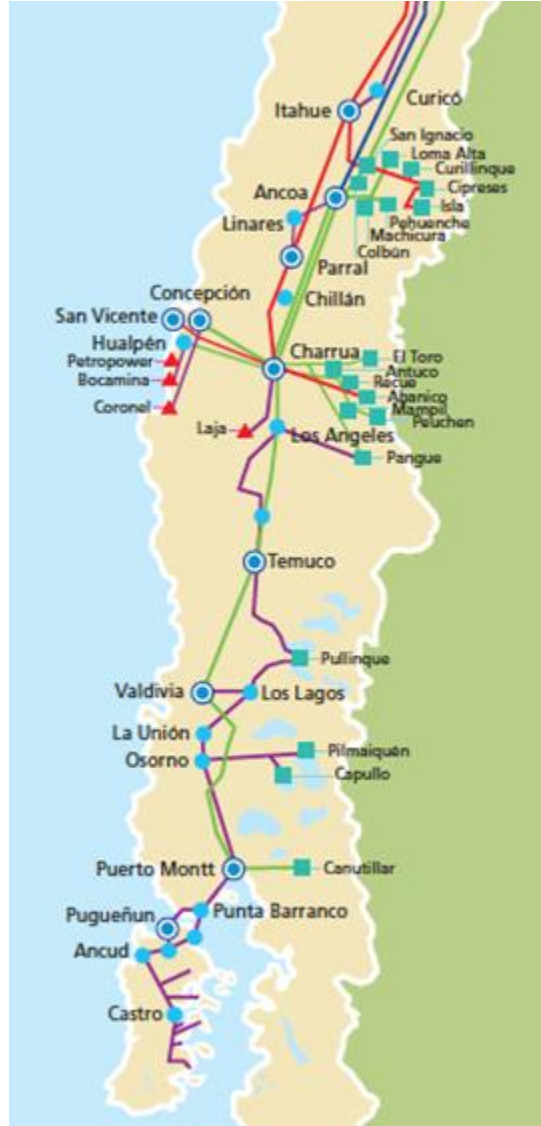 Curicó
Itahue
San Ignacio
Loma Alta
Curillinque
Cipreses
Ancoa
Isla
Pehuenche
Linares
Machicura
Colbún
Parral
Concepción
Chillán
San Vicente
Hualpén
Charrua
El Toro
Petropower
Antuco
Bocamina
Recue
Abanico
Coronel
Mampil
Peluchen
Laja
Los Angeles
Pangue
Temuco
Pullinque
Valdivia
Los Lagos
La Unión
Pilmaiquén
Osorno
Capullo
Puerto Montt
Canutillar
Pugueñun
Punta Barranco
Ancud
Castro